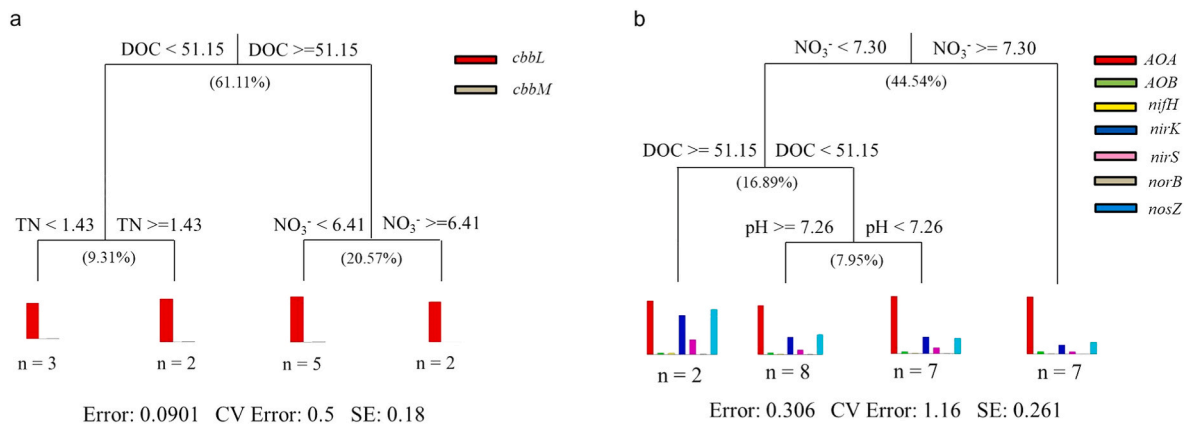 a
DOC < 51.15 DOC >=51.15
(61.11%)
cbbL
cbbM
TN < 1.43 TN >=1.43
(9.31%)
NO₃⁻ < 6.41 NO₃⁻ >=6.41
(20.57%)
n = 3
n = 2
n = 5
n = 2
Error: 0.0901 CV Error: 0.5 SE: 0.18
b
NO₃⁻ < 7.30 NO₃⁻ >= 7.30
(44.54%)
AOA
AOB
nifH
nirK
nirS
norB
nosZ
DOC >= 51.15 DOC < 51.15
(16.89%)
pH >= 7.26 pH < 7.26
(7.95%)
n = 2
n = 8
n = 7
n = 7
Error: 0.306 CV Error: 1.16 SE: 0.261